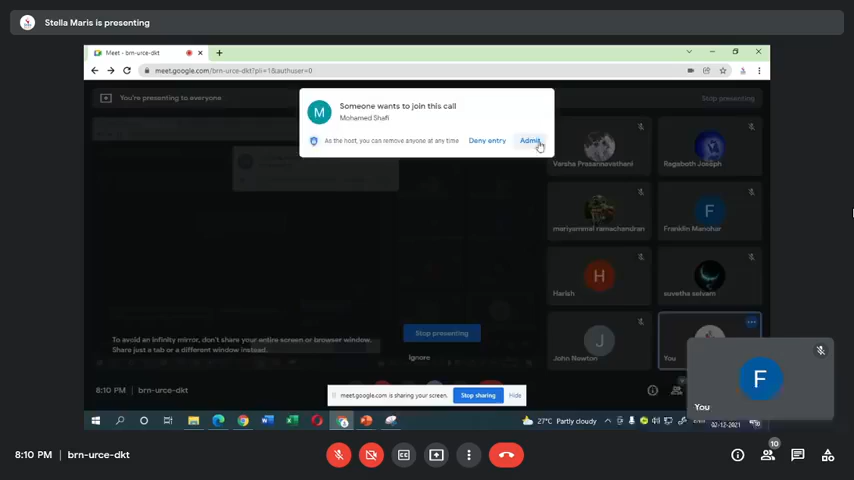 Stella Maris is presenting
Meet - brn-urce-dkt
meet.google.com/brn-urce-dkt?pli=1&authuser=0
You're presenting to everyone
Stop presenting
Someone wants to join this call
M
Mohamed Shafi
As the host, you can remove anyone at any time
Deny entry
Admit
Varsha Prasannavathani
Ragaboth Joseph
mariyammal ramachandran
F
Franklin Manohar
H
Harish
suvetha selvam
To avoid an infinity mirror, don't share your entire screen or browser window.
Share just a tab or a different window instead.
Stop presenting
Ignore
J
John Newton
You
F
You
8:10 PM | brn-urce-dkt
meet.google.com is sharing your screen.
Stop sharing
Hide
27°C Partly cloudy
02-12-2021
8:10 PM | brn-urce-dkt
10